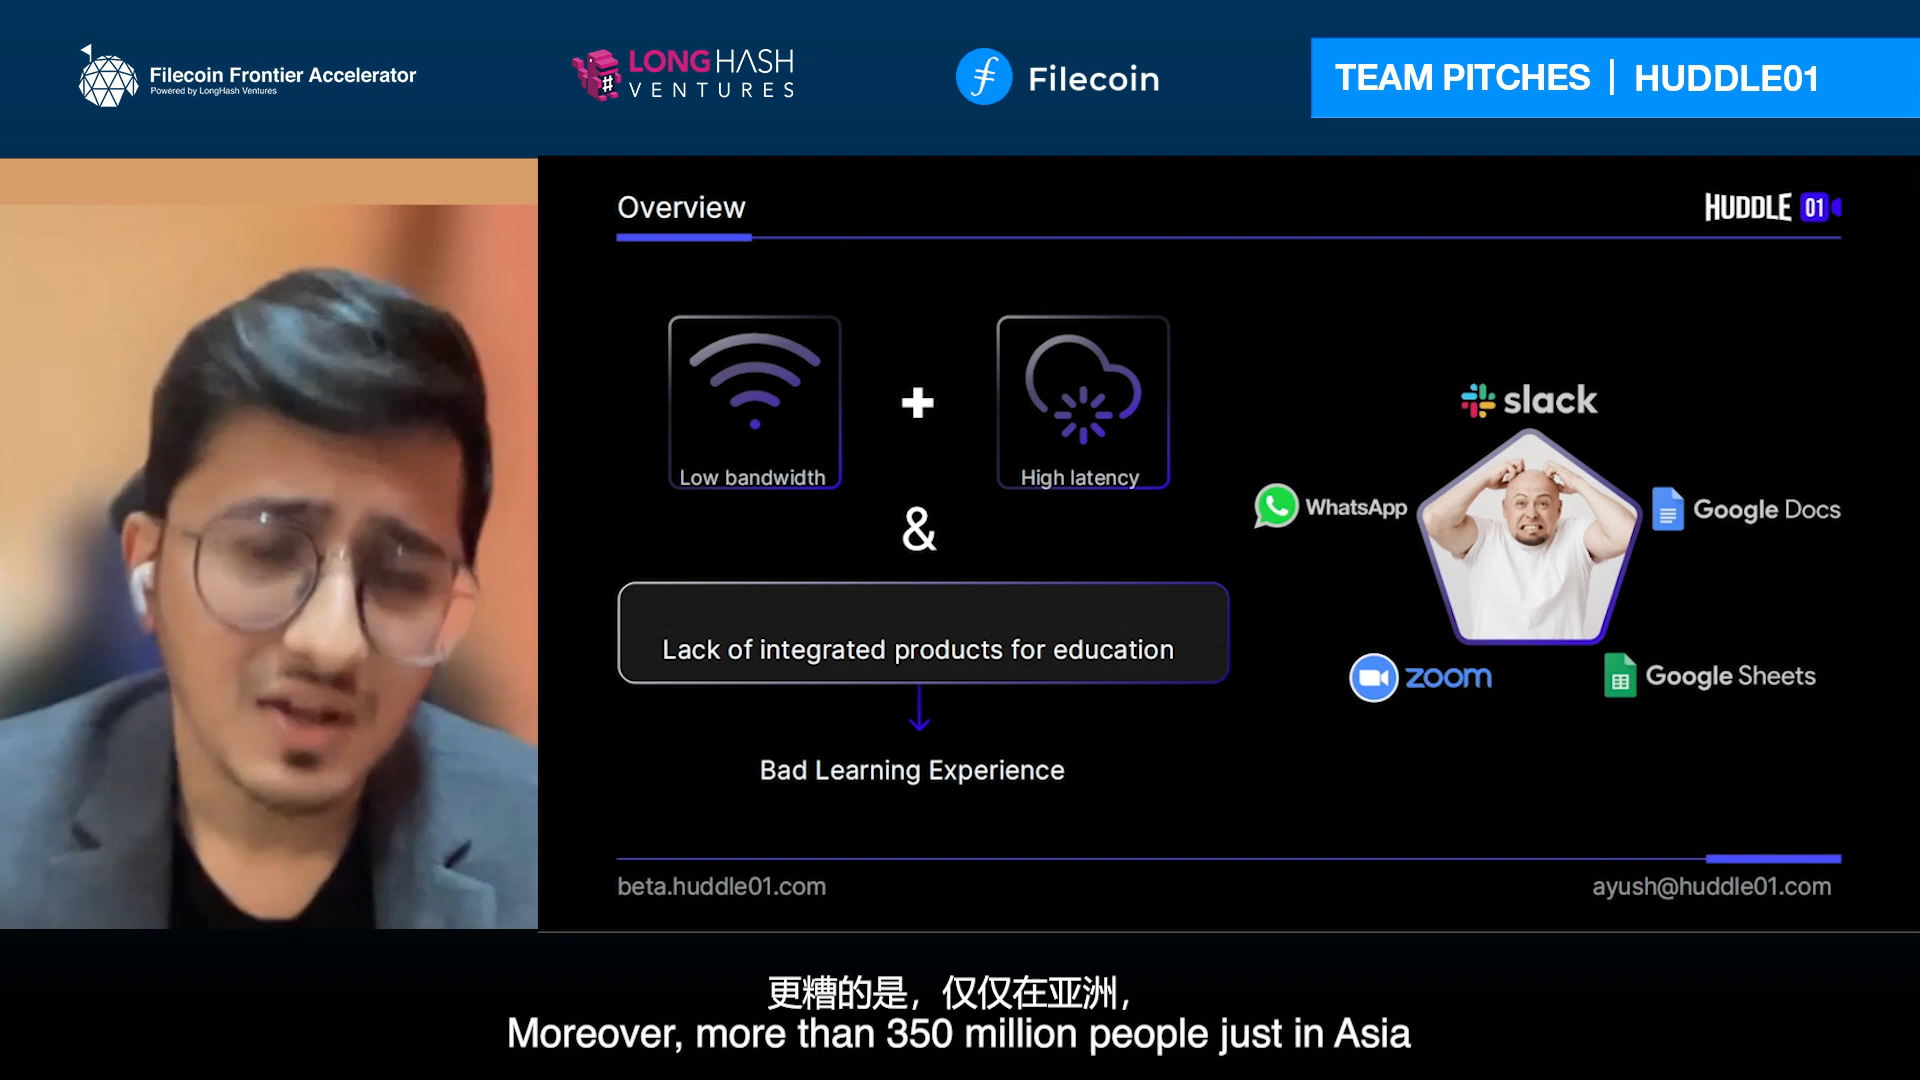 Filecoin Frontier Accelerator
Powered by LongHash Ventures
LONGHASH
VENTURES
Filecoin
TEAM PITCHES | HUDDLE01
Overview
HUDDLE 01
Low bandwidth
+
High latency
&
Lack of integrated products for education
Bad Learning Experience
slack
WhatsApp
Google Docs
zoom
Google Sheets
beta.huddle01.com
ayush@huddle01.com
更糟的是，仅仅在亚洲，
Moreover, more than 350 million people just in Asia